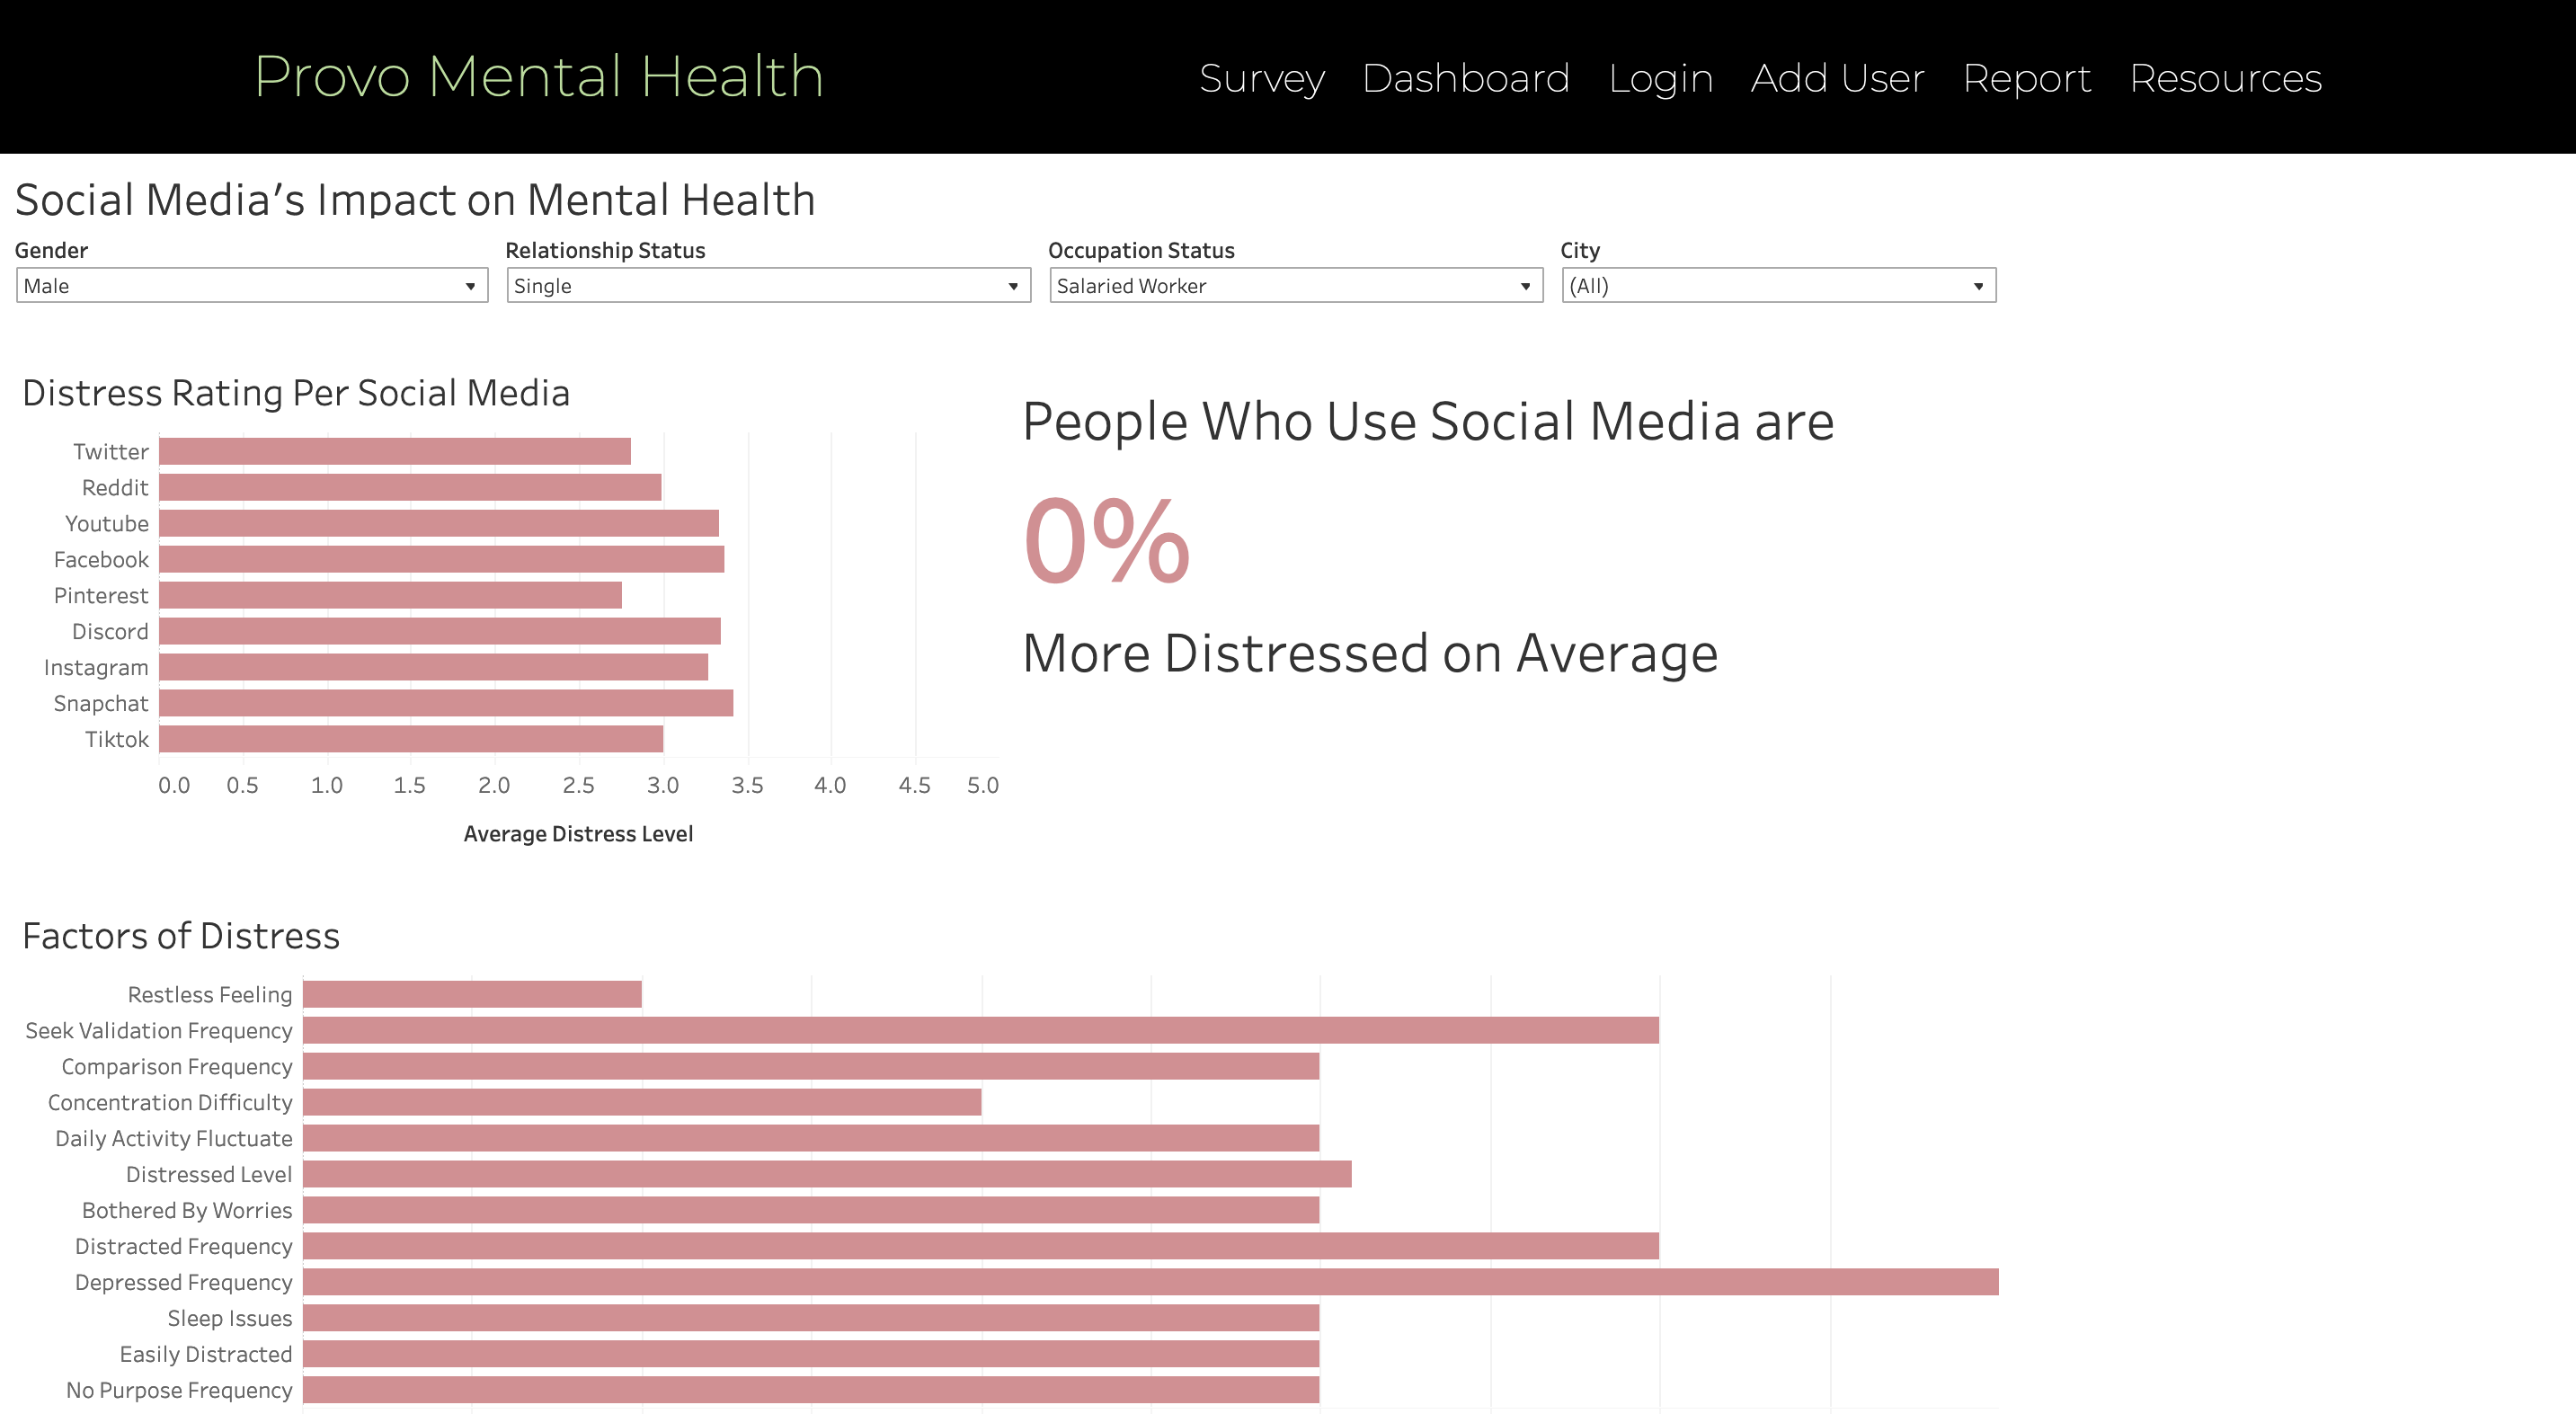 Provo Mental Health
Survey Dashboard Login Add User Report Resources
Social Media's Impact on Mental Health
Gender
Male
Relationship Status
Single
Occupation Status
Salaried Worker
City
(All)
Distress Rating Per Social Media
Twitter
Reddit
Youtube
Facebook
Pinterest
Discord
Instagram
Snapchat
Tiktok
0.0 0.5 1.0 1.5 2.0 2.5 3.0 3.5 4.0 4.5 5.0
Average Distress Level
People Who Use Social Media are
0%
More Distressed on Average
Factors of Distress
Restless Feeling
Seek Validation Frequency
Comparison Frequency
Concentration Difficulty
Daily Activity Fluctuate
Distressed Level
Bothered By Worries
Distracted Frequency
Depressed Frequency
Sleep Issues
Easily Distracted
No Purpose Frequency